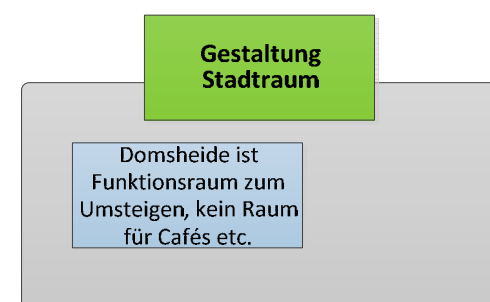 Gestaltung
Stadtraum
Domsheide ist
Funktionsraum zum
Umsteigen, kein Raum
für Cafés etc.